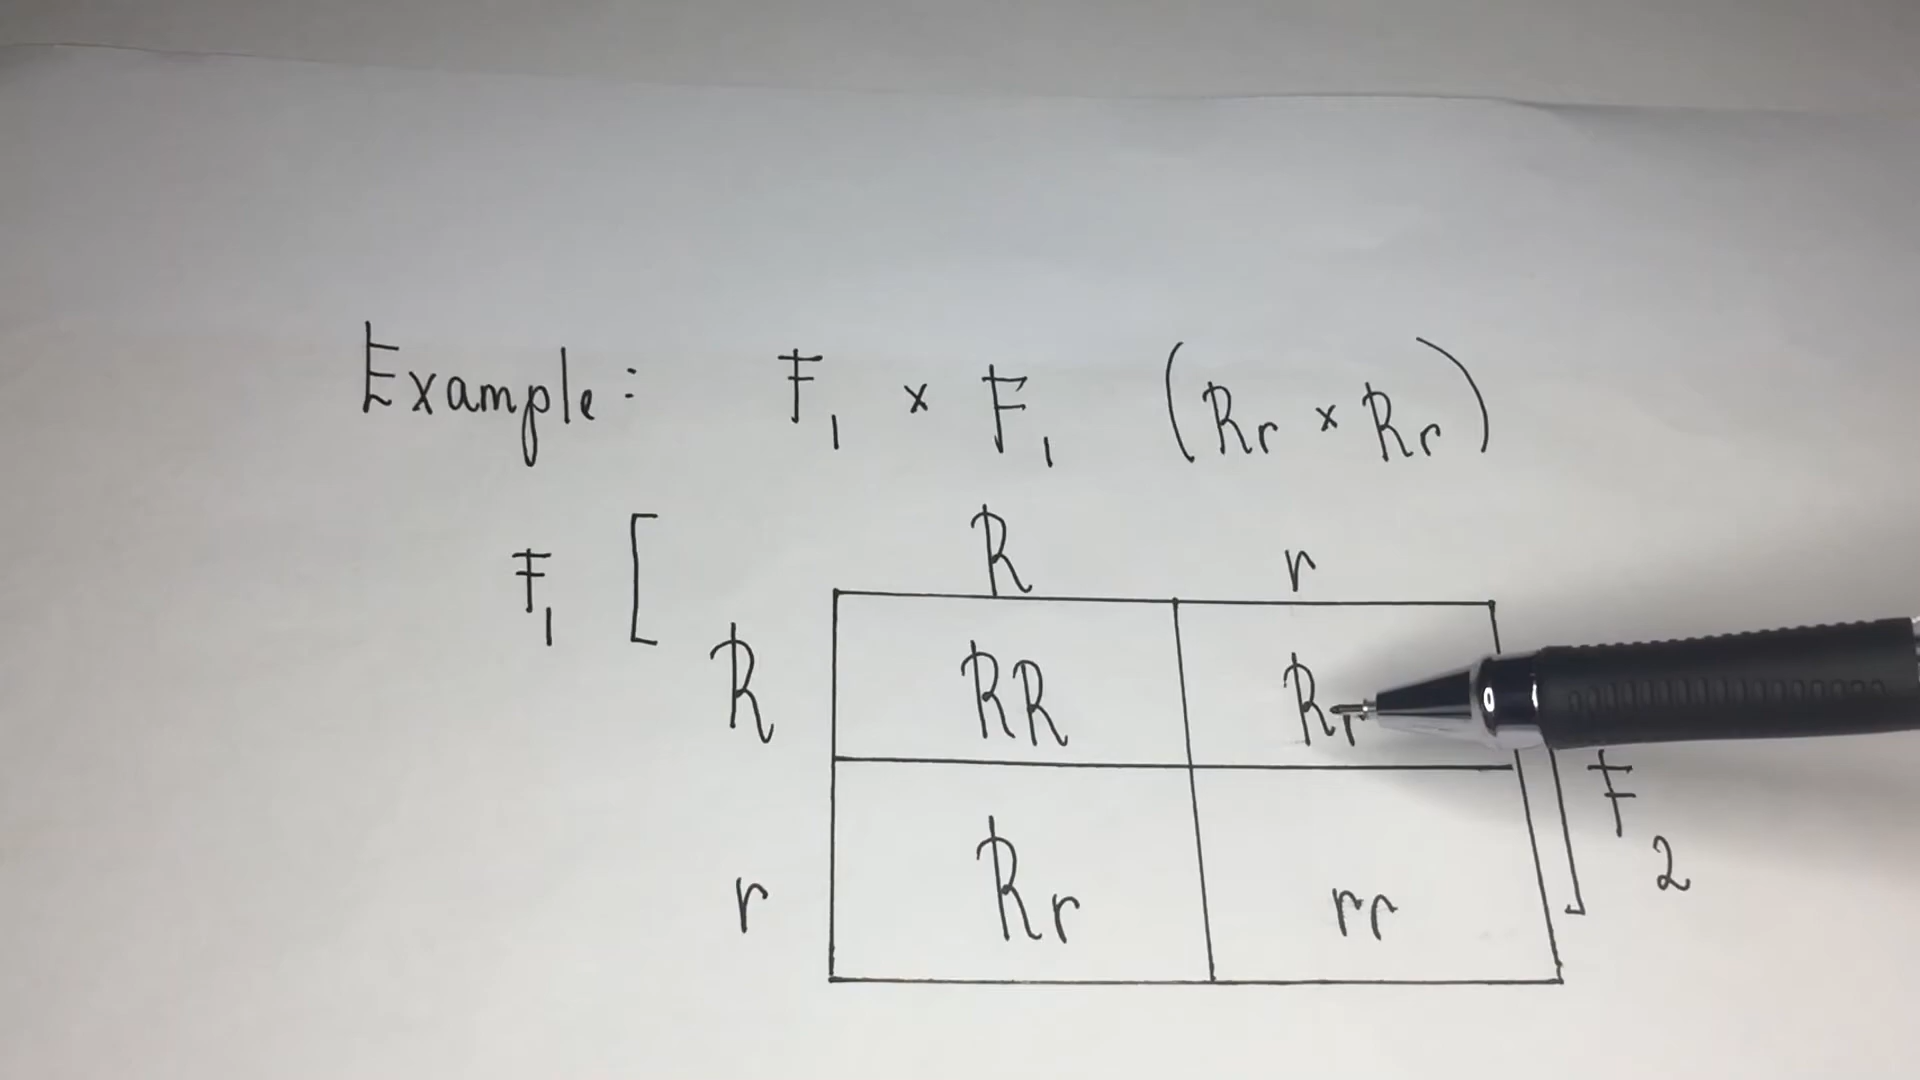 Example: F₁ × F₁ (Rr × Rr)
F₁ [ R r
R RR Rr
r Rr rr ] F₂